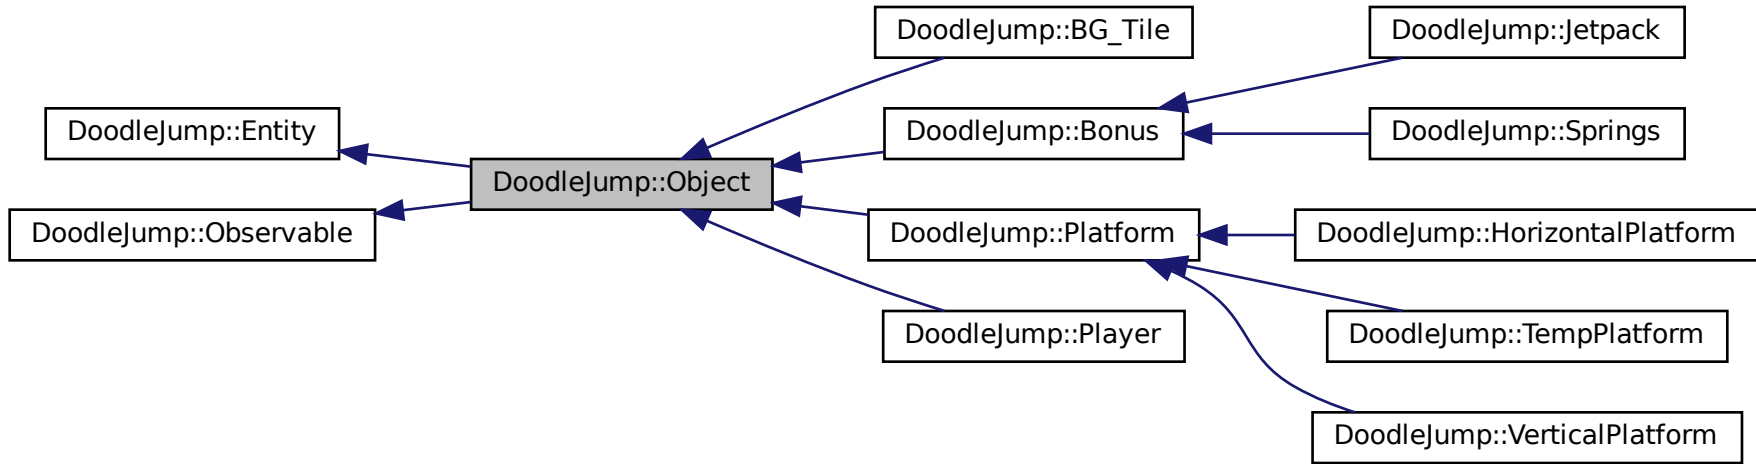 DoodleJump::BG_Tile
DoodleJump::Jetpack
DoodleJump::Entity
DoodleJump::Bonus
DoodleJump::Springs
DoodleJump::Object
DoodleJump::Observable
DoodleJump::Platform
DoodleJump::HorizontalPlatform
DoodleJump::Player
DoodleJump::TempPlatform
DoodleJump::VerticalPlatform